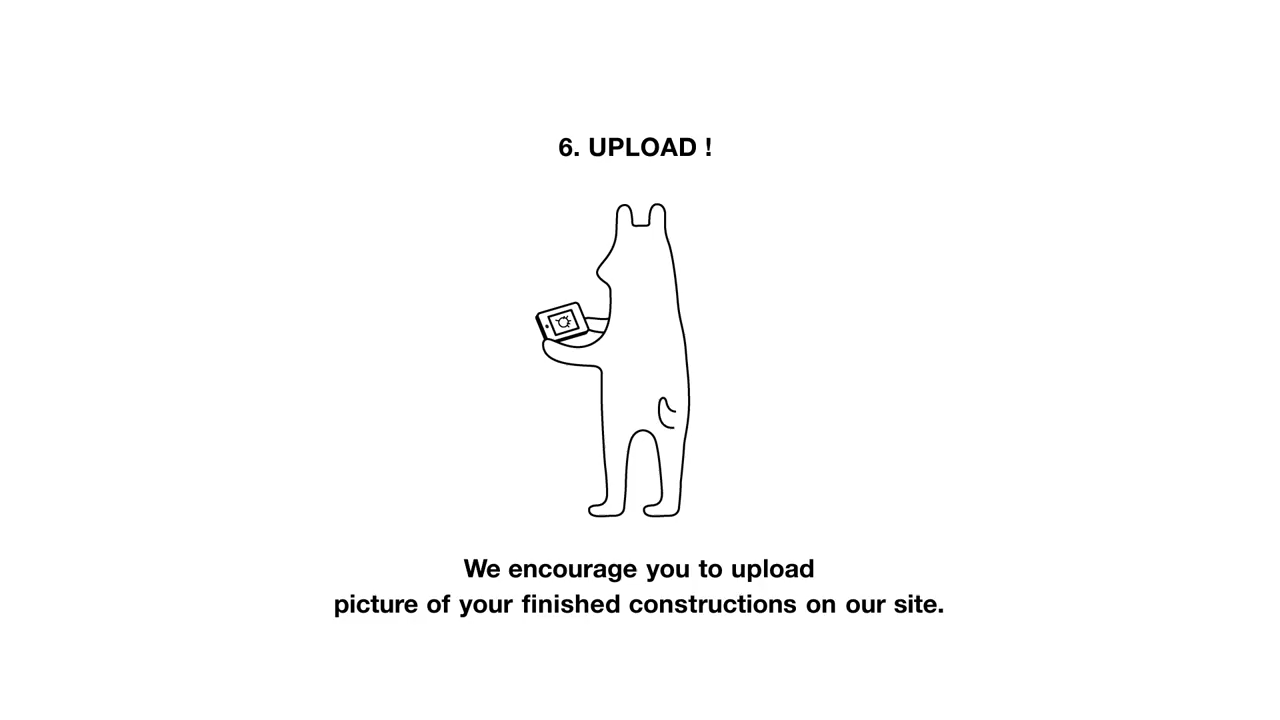 6. UPLOAD !
We encourage you to upload
picture of your finished constructions on our site.